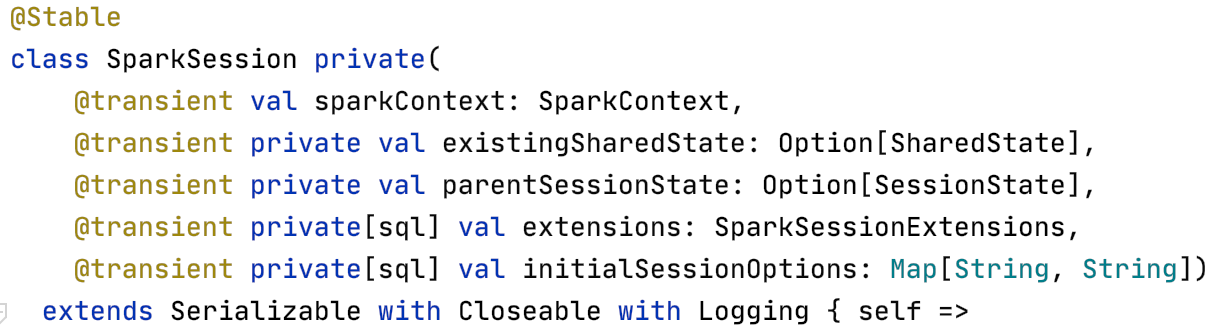 @Stable
class SparkSession private(
    @transient val sparkContext: SparkContext,
    @transient private val existingSharedState: Option[SharedState],
    @transient private val parentSessionState: Option[SessionState],
    @transient private[sql] val extensions: SparkSessionExtensions,
    @transient private[sql] val initialSessionOptions: Map[String, String])
  extends Serializable with Closeable with Logging { self =>